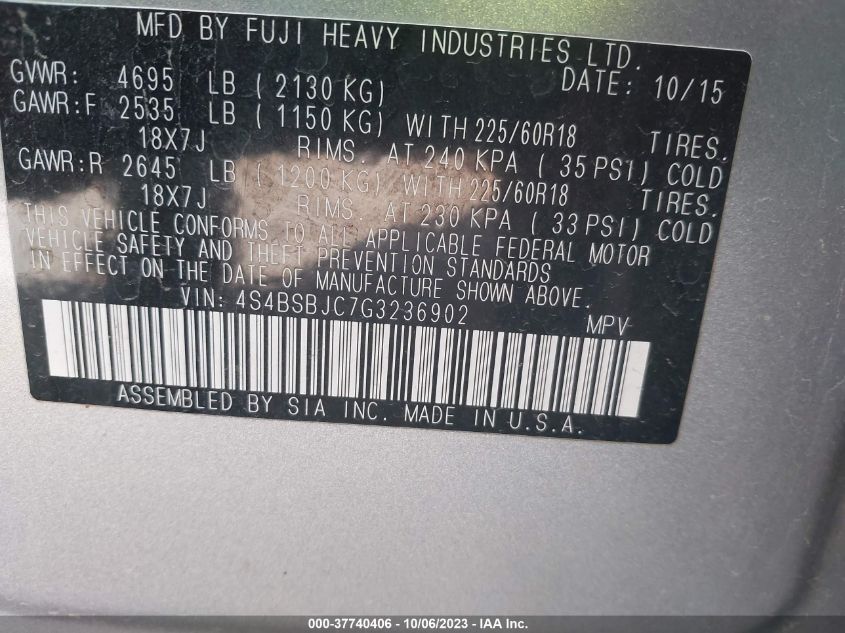 MFD BY FUJI HEAVY INDUSTRIES LTD.
GVWR: 4695 LB ( 2130 KG) DATE: 10/15
GAWR:F 2535 LB ( 1150 KG) WITH 225/60R18 TIRES.
18X7J RIMS. AT 240 KPA ( 35 PSI) COLD
GAWR:R 2645 LB ( 1200 KG) WITH 225/60R18 TIRES.
18X7J RIMS. AT 230 KPA ( 33 PSI) COLD
THIS VEHICLE CONFORMS TO ALL APPLICABLE FEDERAL MOTOR
VEHICLE SAFETY AND THEFT PREVENTION STANDARDS
IN EFFECT ON THE DATE OF MANUFACTURE SHOWN ABOVE.
VIN: 4S4BSBJC7G3236902 MPV
ASSEMBLED BY SIA INC. MADE IN U.S.A.
000-37740406 - 10/06/2023 - IAA Inc.